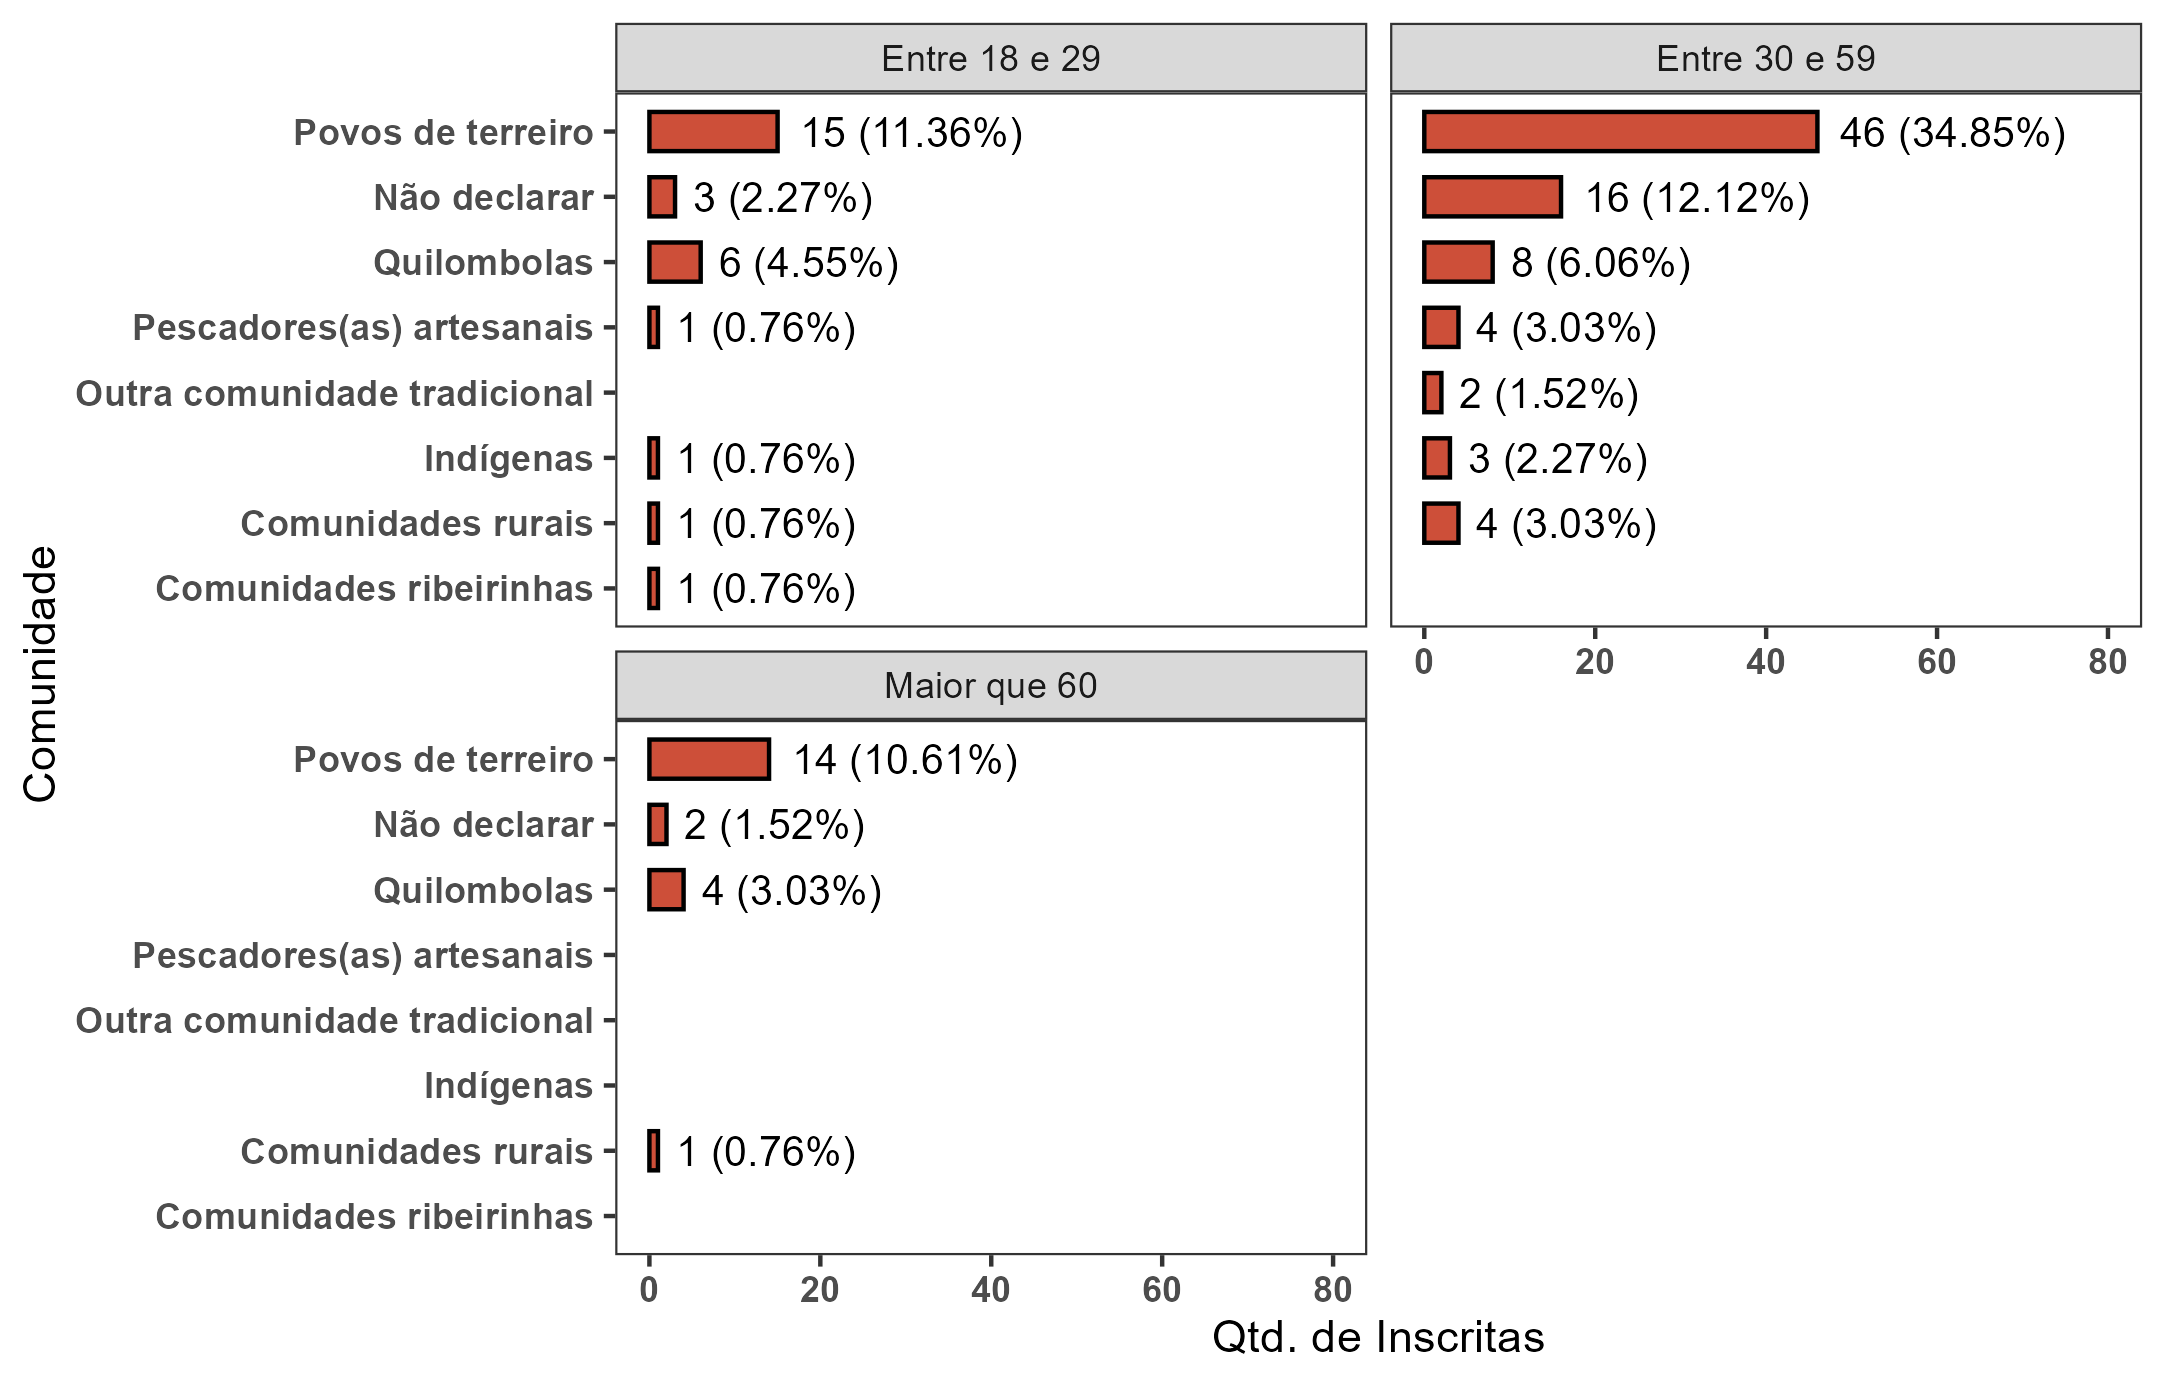 Entre 18 e 29
Povos de terreiro 15 (11.36%)
Não declarar 3 (2.27%)
Quilombolas 6 (4.55%)
Pescadores(as) artesanais 1 (0.76%)
Outra comunidade tradicional
Indígenas 1 (0.76%)
Comunidades rurais 1 (0.76%)
Comunidades ribeirinhas 1 (0.76%)
Entre 30 e 59
46 (34.85%)
16 (12.12%)
8 (6.06%)
4 (3.03%)
2 (1.52%)
3 (2.27%)
4 (3.03%)
0 20 40 60 80
Maior que 60
Povos de terreiro 14 (10.61%)
Não declarar 2 (1.52%)
Quilombolas 4 (3.03%)
Pescadores(as) artesanais
Outra comunidade tradicional
Indígenas
Comunidades rurais 1 (0.76%)
Comunidades ribeirinhas
0 20 40 60 80
Qtd. de Inscritas
Comunidade